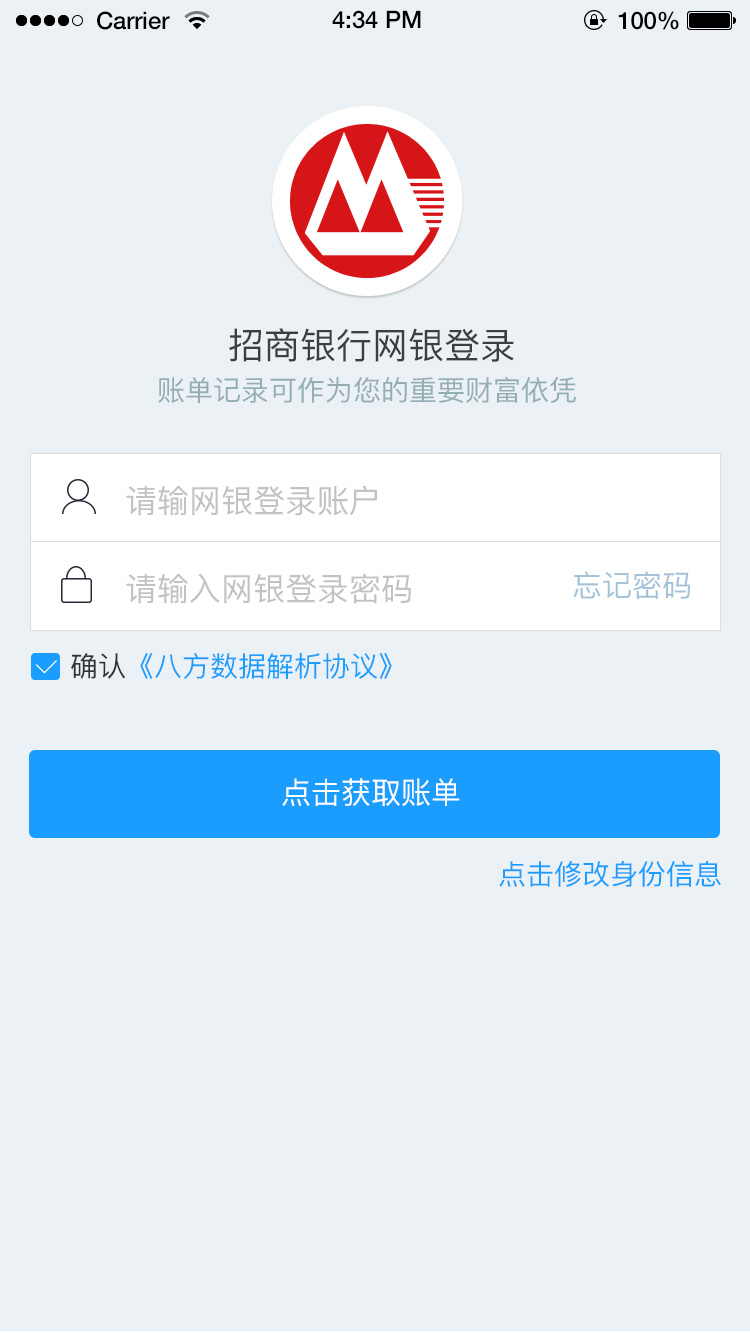 Carrier 4:34 PM 100%
招商银行网银登录
账单记录可作为您的重要财富依凭
请输网银登录账户
请输入网银登录密码 忘记密码
确认《八方数据解析协议》
点击获取账单
点击修改身份信息